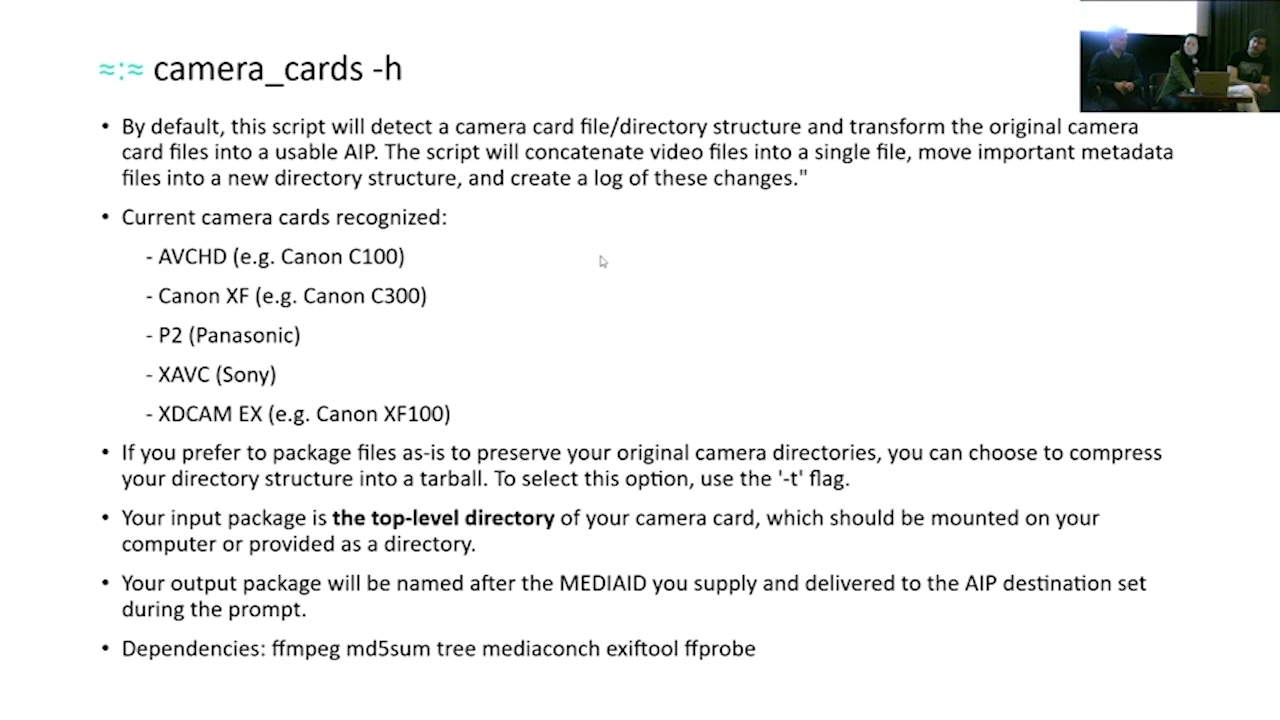 ≈:≈ camera_cards -h
• By default, this script will detect a camera card file/directory structure and transform the original camera
card files into a usable AIP. The script will concatenate video files into a single file, move important metadata
files into a new directory structure, and create a log of these changes."
• Current camera cards recognized:
- AVCHD (e.g. Canon C100)
- Canon XF (e.g. Canon C300)
- P2 (Panasonic)
- XAVC (Sony)
- XDCAM EX (e.g. Canon XF100)
• If you prefer to package files as-is to preserve your original camera directories, you can choose to compress
your directory structure into a tarball. To select this option, use the '-t' flag.
• Your input package is the top-level directory of your camera card, which should be mounted on your
computer or provided as a directory.
• Your output package will be named after the MEDIAID you supply and delivered to the AIP destination set
during the prompt.
• Dependencies: ffmpeg md5sum tree mediaconch exiftool ffprobe